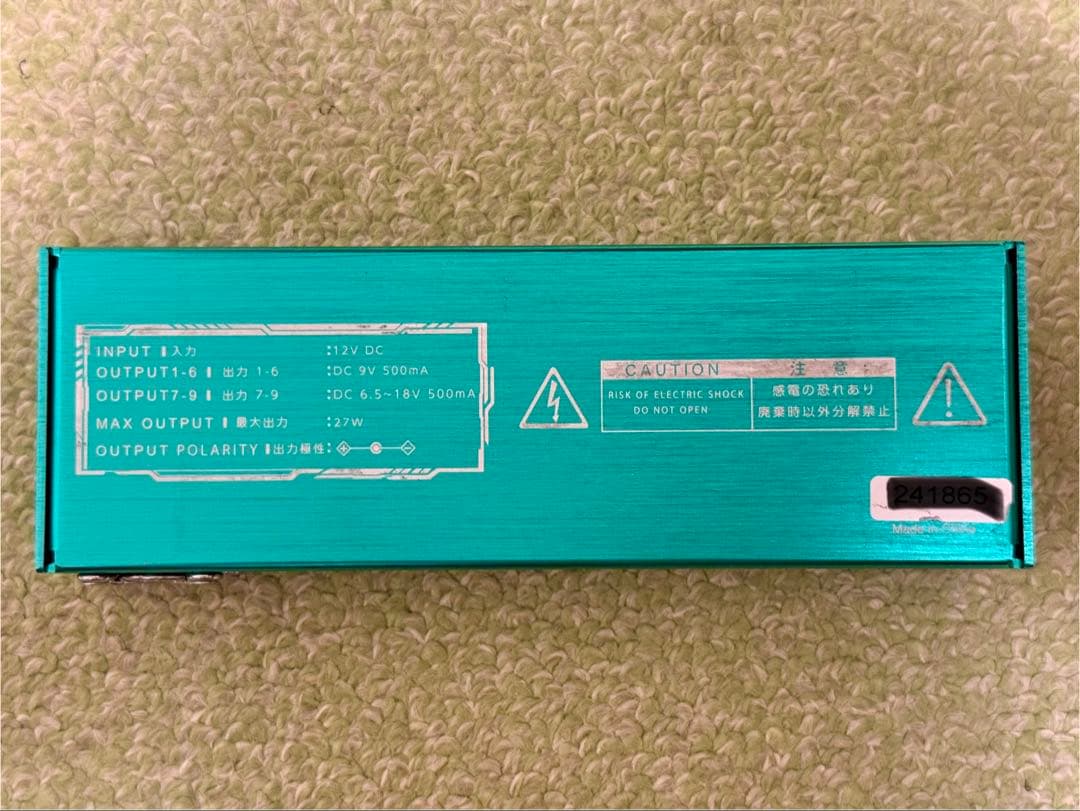 INPUT 入力 :12V DC
OUTPUT1-6 出力 1-6 :DC 9V 500mA
OUTPUT7-9 出力 7-9 :DC 6.5~18V 500mA
MAX OUTPUT 最大出力 :27W
OUTPUT POLARITY 出力極性:
CAUTION
RISK OF ELECTRIC SHOCK
DO NOT OPEN
注 意 :
感電の恐れあり
廃棄時以外分解禁止
241865
Made in China